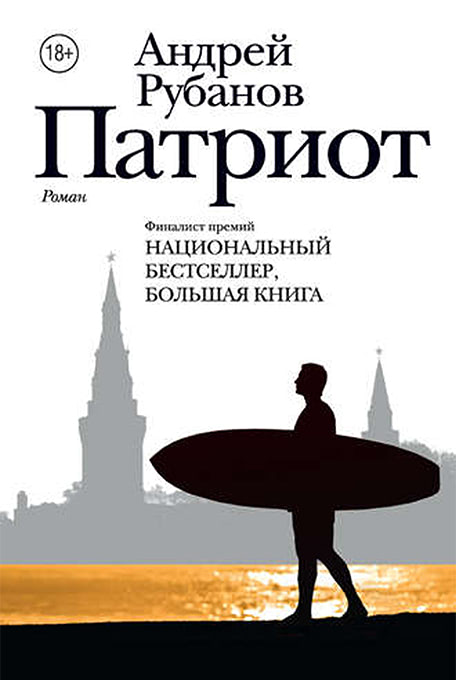 18+
Андрей
Рубанов
Патриот
Роман
Финалист премий
НАЦИОНАЛЬНЫЙ
БЕСТСЕЛЛЕР,
БОЛЬШАЯ КНИГА